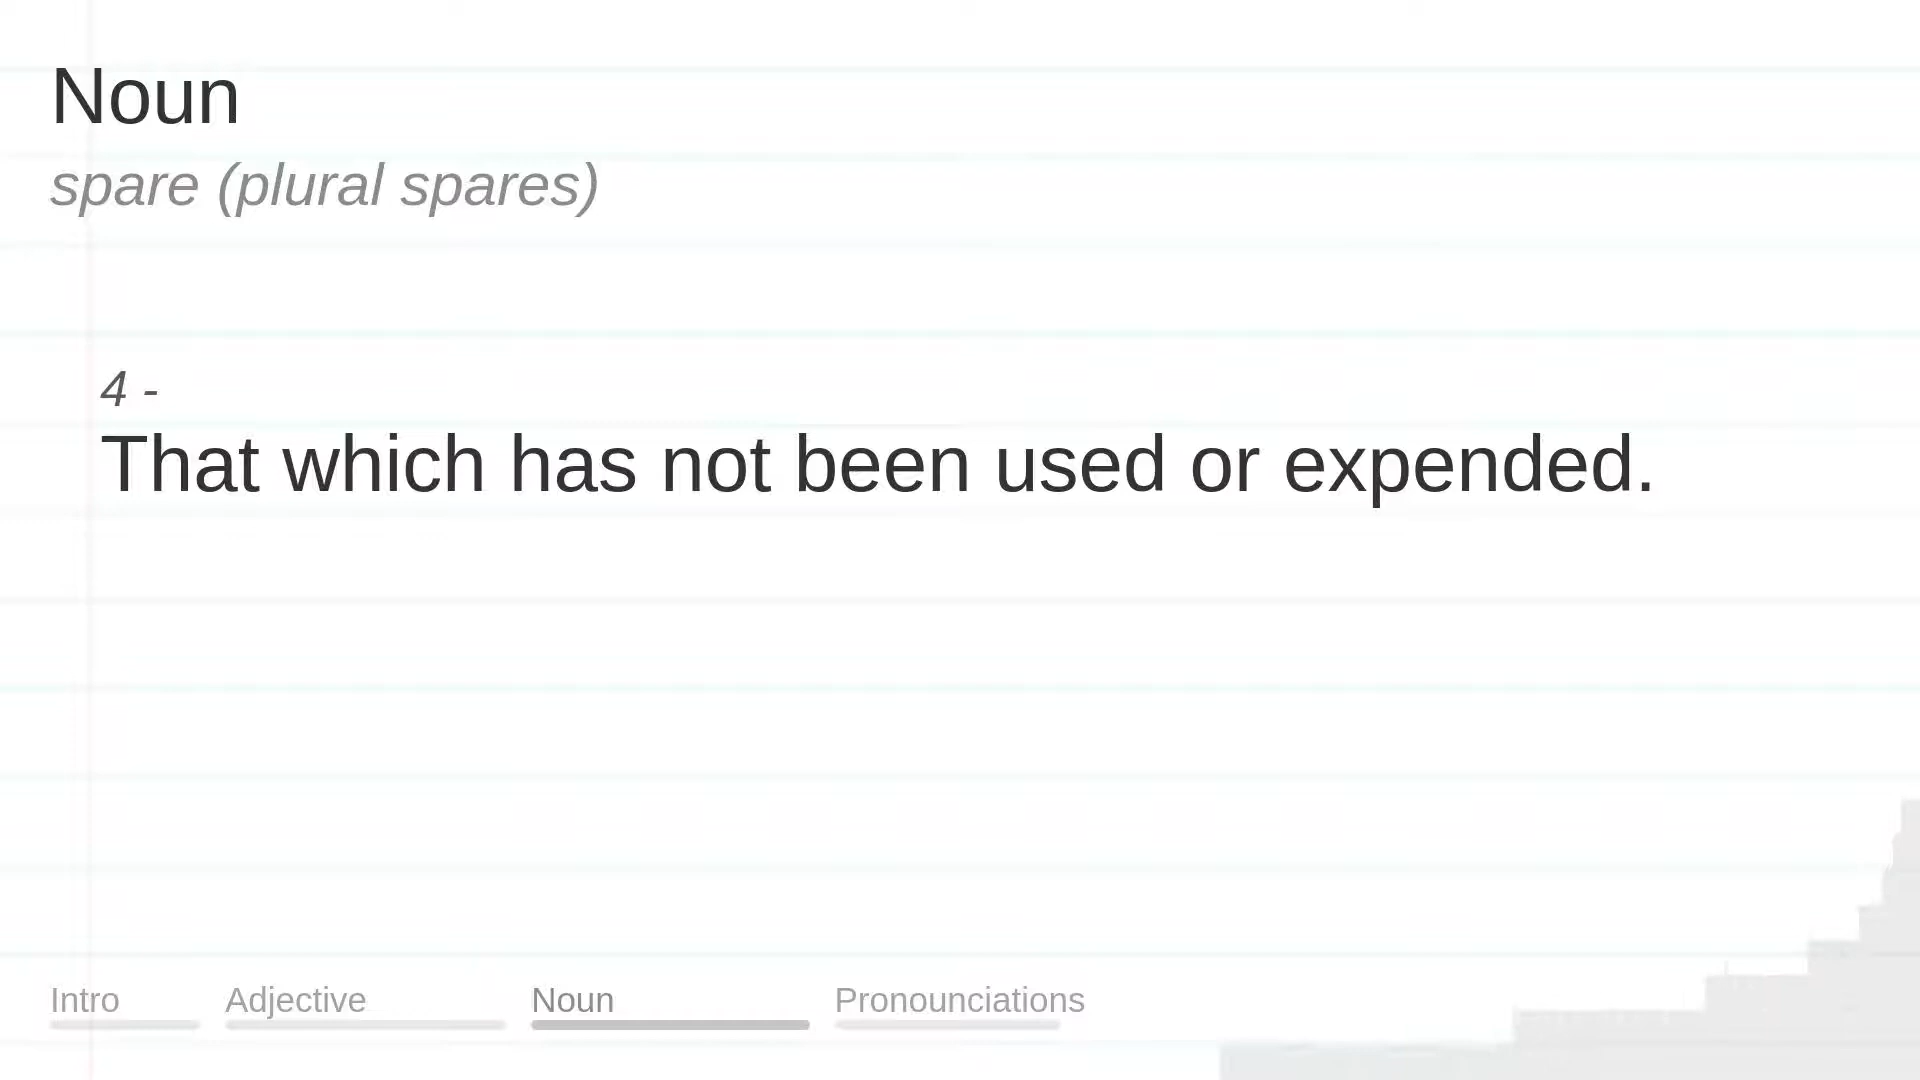 Noun
spare (plural spares)
4 -
That which has not been used or expended.
Intro Adjective Noun Pronounciations